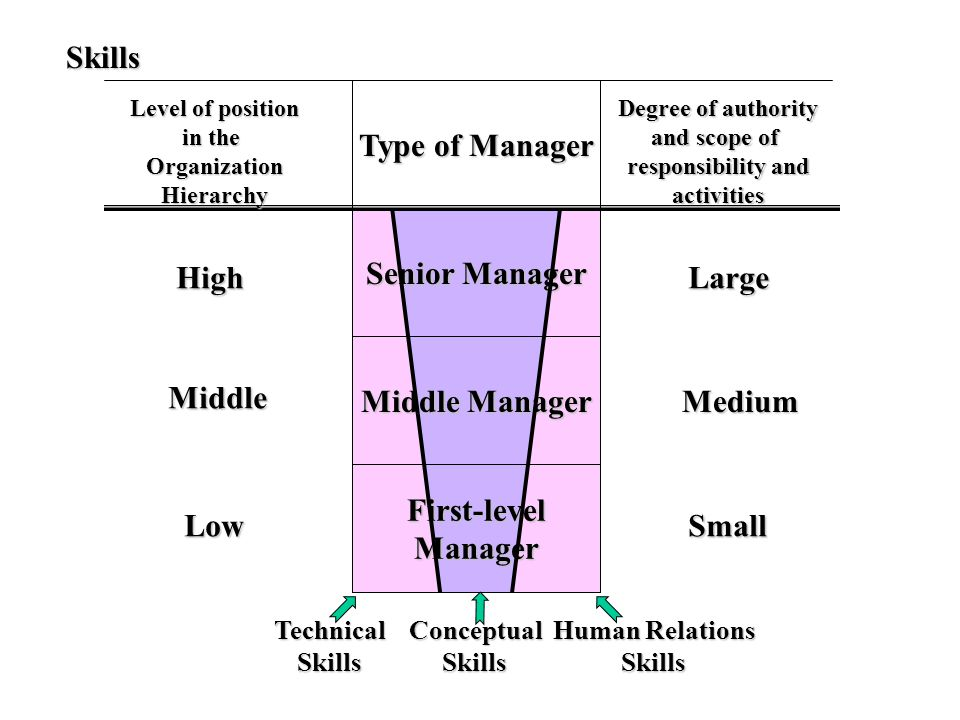 Skills
Level of position
in the
Organization
Hierarchy
Type of Manager
Degree of authority
and scope of
responsibility and
activities
High
Senior Manager
Large
Middle
Middle Manager
Medium
Low
First-level
Manager
Small
Technical
Skills
Conceptual
Skills
Human Relations
Skills